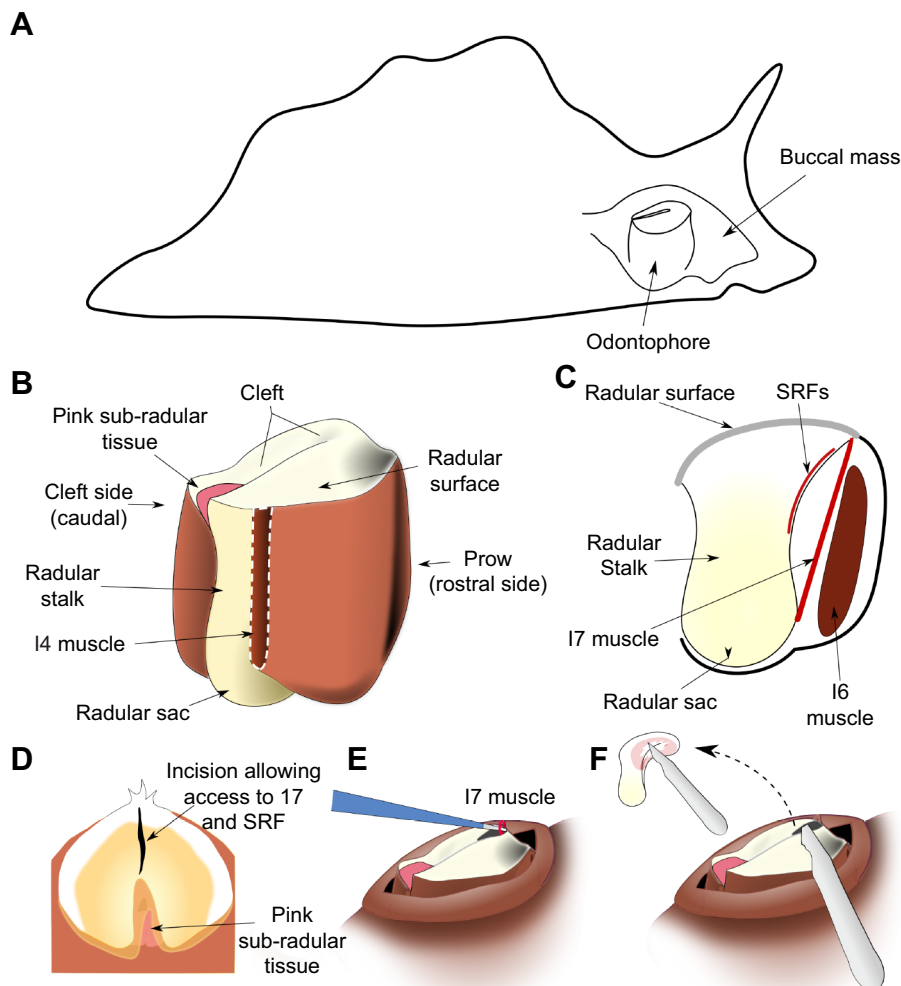 A
Buccal mass
Odontophore
B
Cleft
Pink sub-radular
tissue
Cleft side
(caudal)
Radular
surface
Radular
stalk
Prow
(rostral side)
I4 muscle
Radular sac
C
Radular surface
SRFs
Radular
Stalk
I7 muscle
Radular sac
I6
muscle
D
Incision allowing
access to 17
and SRF
Pink
sub-radular
tissue
E
I7 muscle
F